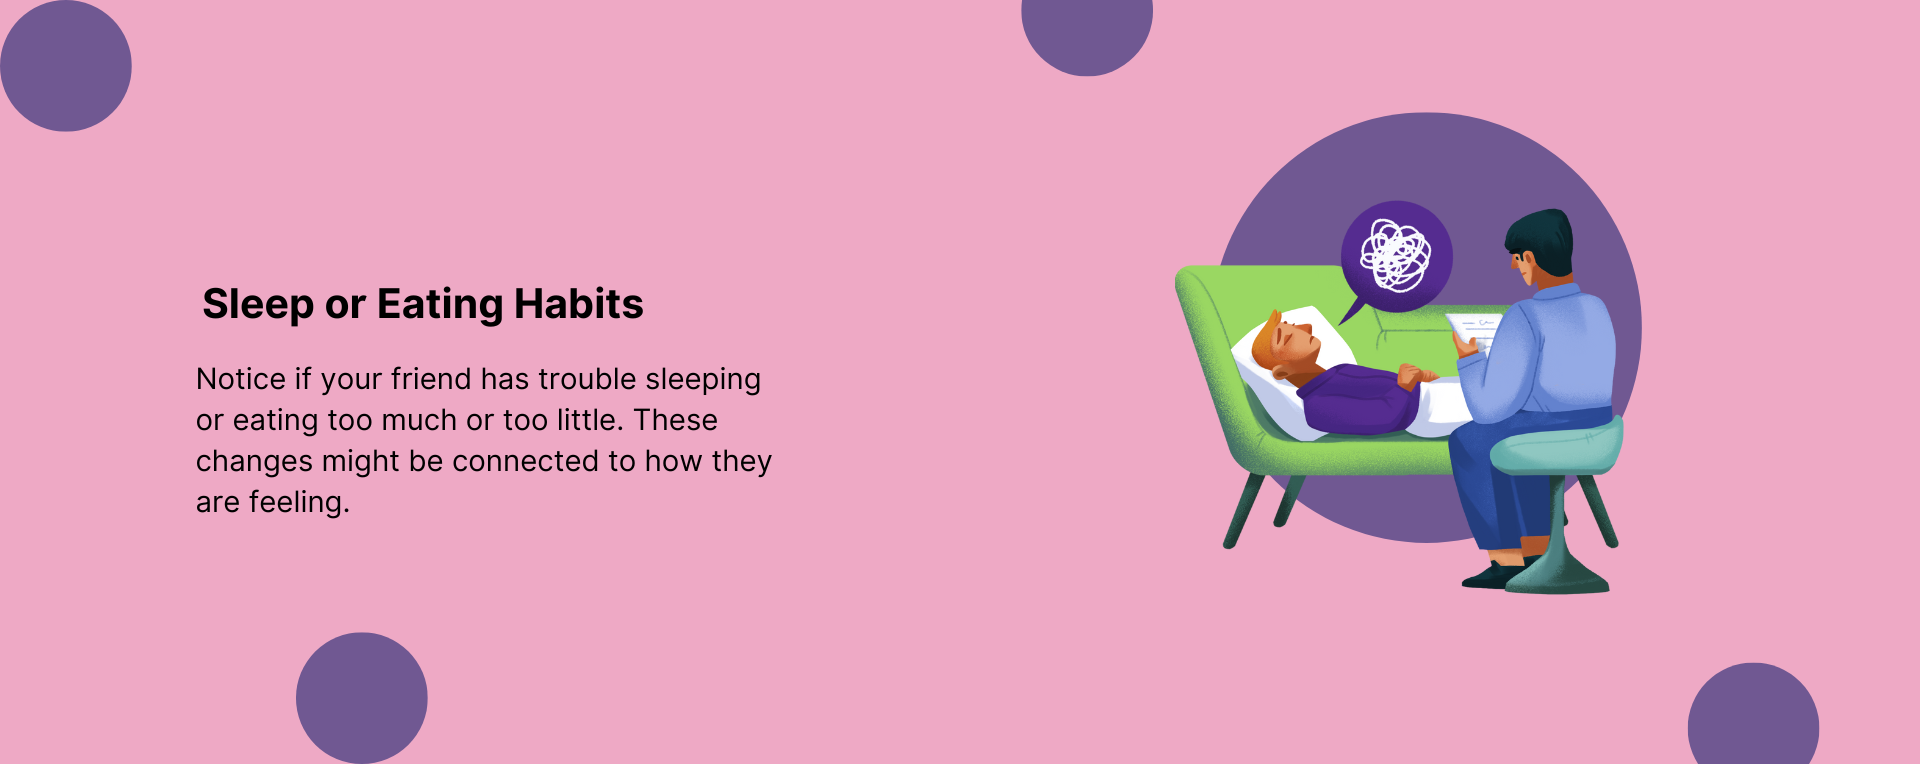 Sleep or Eating Habits
Notice if your friend has trouble sleeping
or eating too much or too little. These
changes might be connected to how they
are feeling.